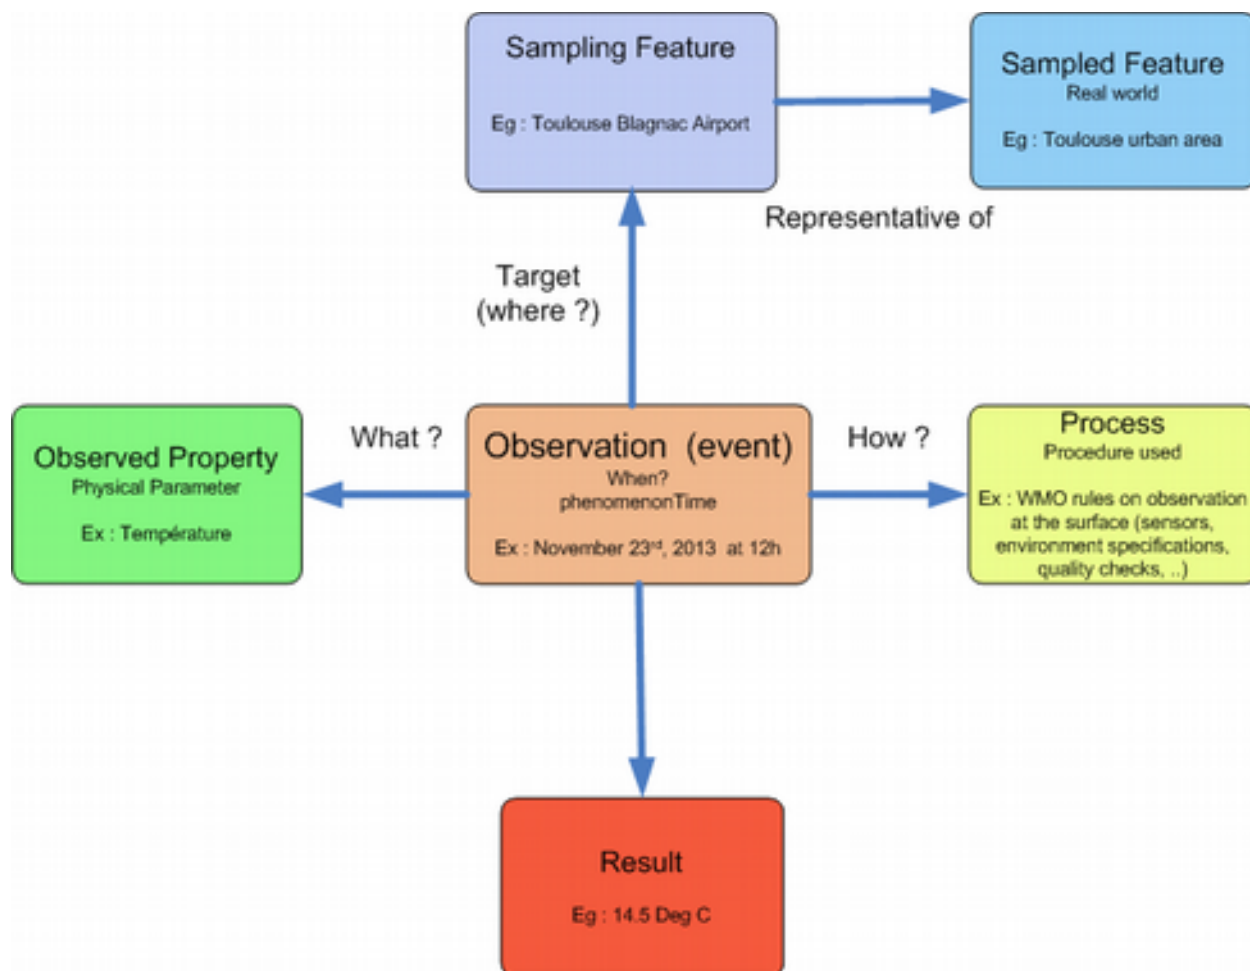 Sampling Feature
Eg : Toulouse Blagnac Airport
Sampled Feature
Real world
Eg : Toulouse urban area
Representative of
Target
(where ?)
Observed Property
Physical Parameter
Ex : Température
What ?
Observation (event)
When?
phenomenonTime
Ex : November 23rd, 2013 at 12h
How ?
Process
Procedure used
Ex : WMO rules on observation
at the surface (sensors,
environment specifications,
quality checks, ..)
Result
Eg : 14.5 Deg C